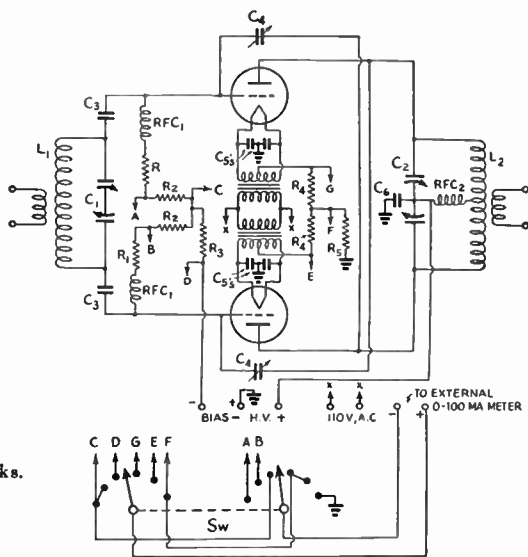 C4
C3
RFC1
L1
R
R2
C
C5's
R4
G
C2
L2
C1
A
x
x
C6
RFC2
R2
F
B
R3
R4
R5
R1
D
C5's
E
RFC1
C3
C4
- + + x x - TO EXTERNAL
BIAS - H.V. + 110V, A.C + 0-100 MA METER
C D G E F A B
ks.
Sw